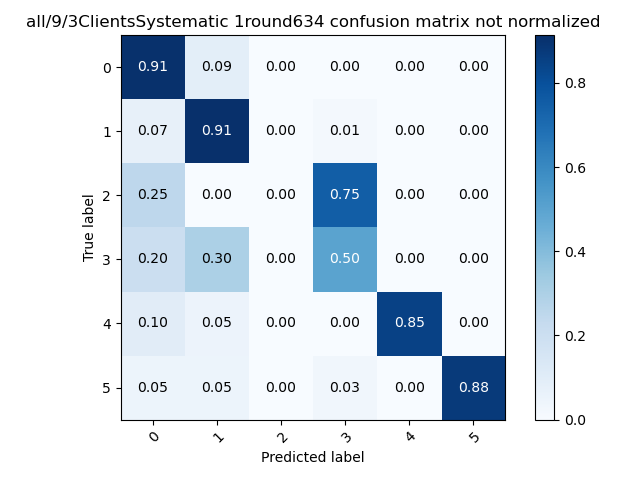 all/9/3ClientsSystematic 1round634 confusion matrix not normalized
0 0.91 0.09 0.00 0.00 0.00 0.00
1 0.07 0.91 0.00 0.01 0.00 0.00
2 0.25 0.00 0.00 0.75 0.00 0.00
3 0.20 0.30 0.00 0.50 0.00 0.00
4 0.10 0.05 0.00 0.00 0.85 0.00
5 0.05 0.05 0.00 0.03 0.00 0.88
True label
0 1 2 3 4 5
Predicted label
0.8
0.6
0.4
0.2
0.0